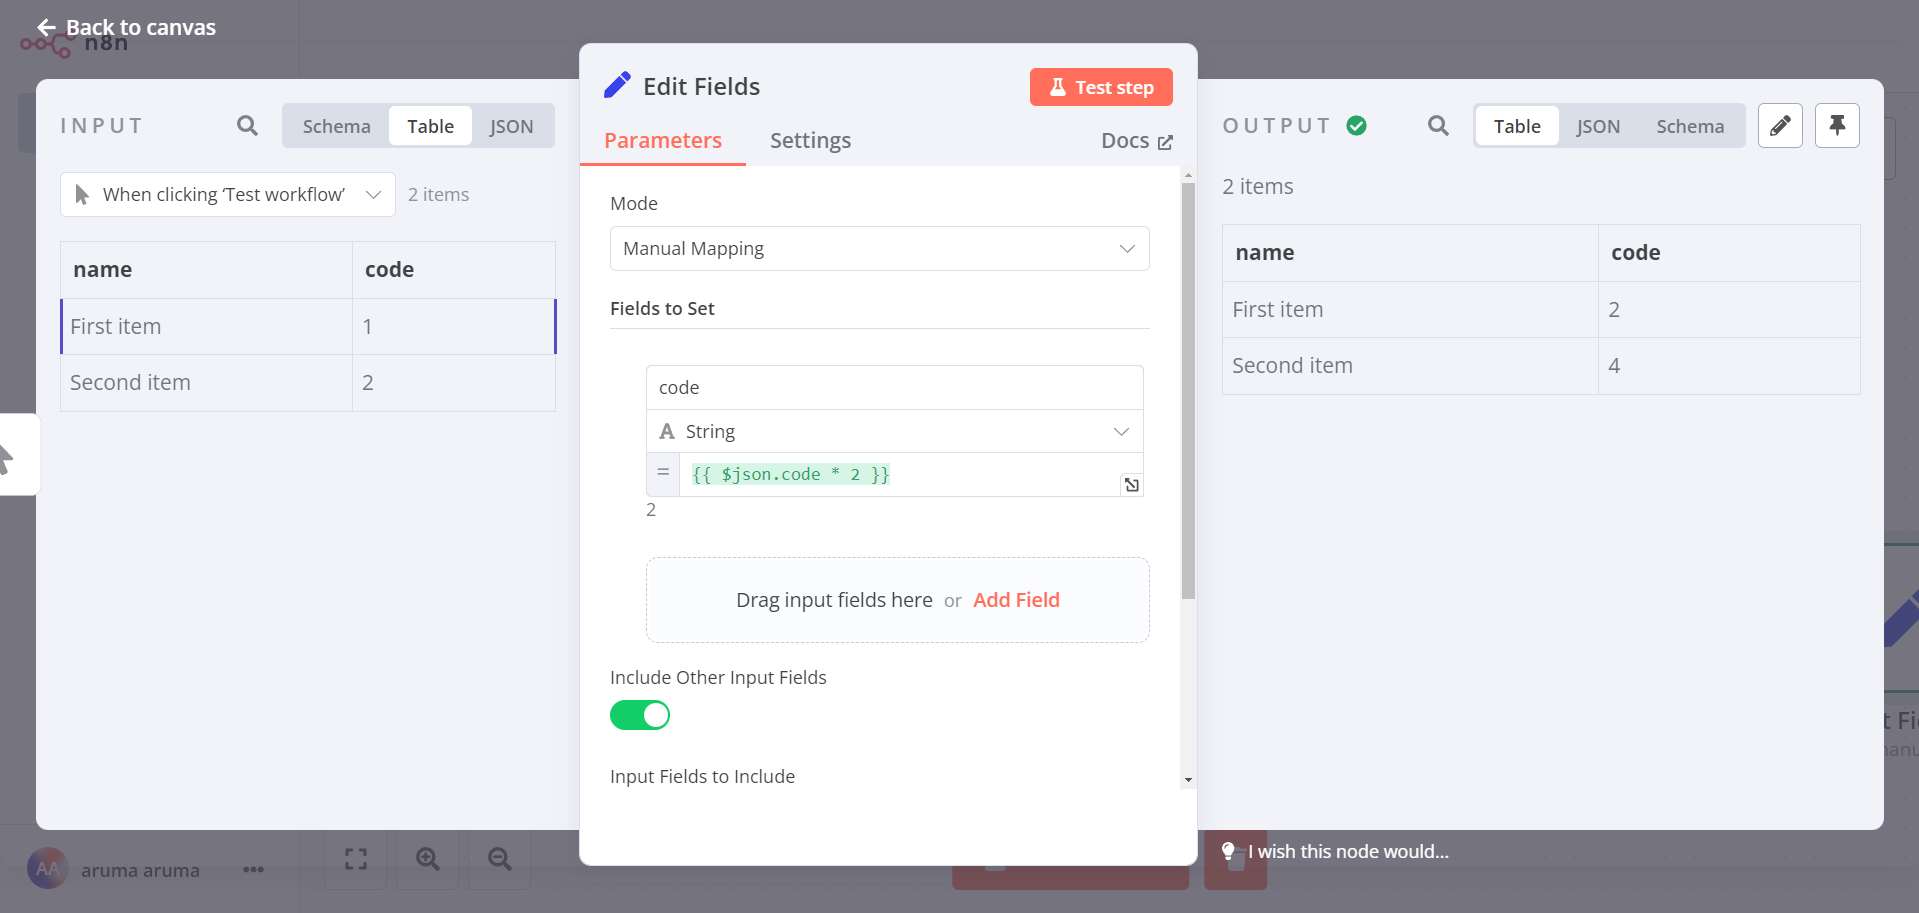 Back to canvas
n8n
INPUT
Schema
Table
JSON
When clicking ‘Test workflow’
2 items
name code
First item 1
Second item 2
Edit Fields
Test step
Parameters
Settings
Docs
Mode
Manual Mapping
Fields to Set
code
A String
= {{ $json.code * 2 }}
2
Drag input fields here or Add Field
Include Other Input Fields
Input Fields to Include
OUTPUT
Table
JSON
Schema
2 items
name code
First item 2
Second item 4
t Fi
manu
AA aruma aruma
I wish this node would...